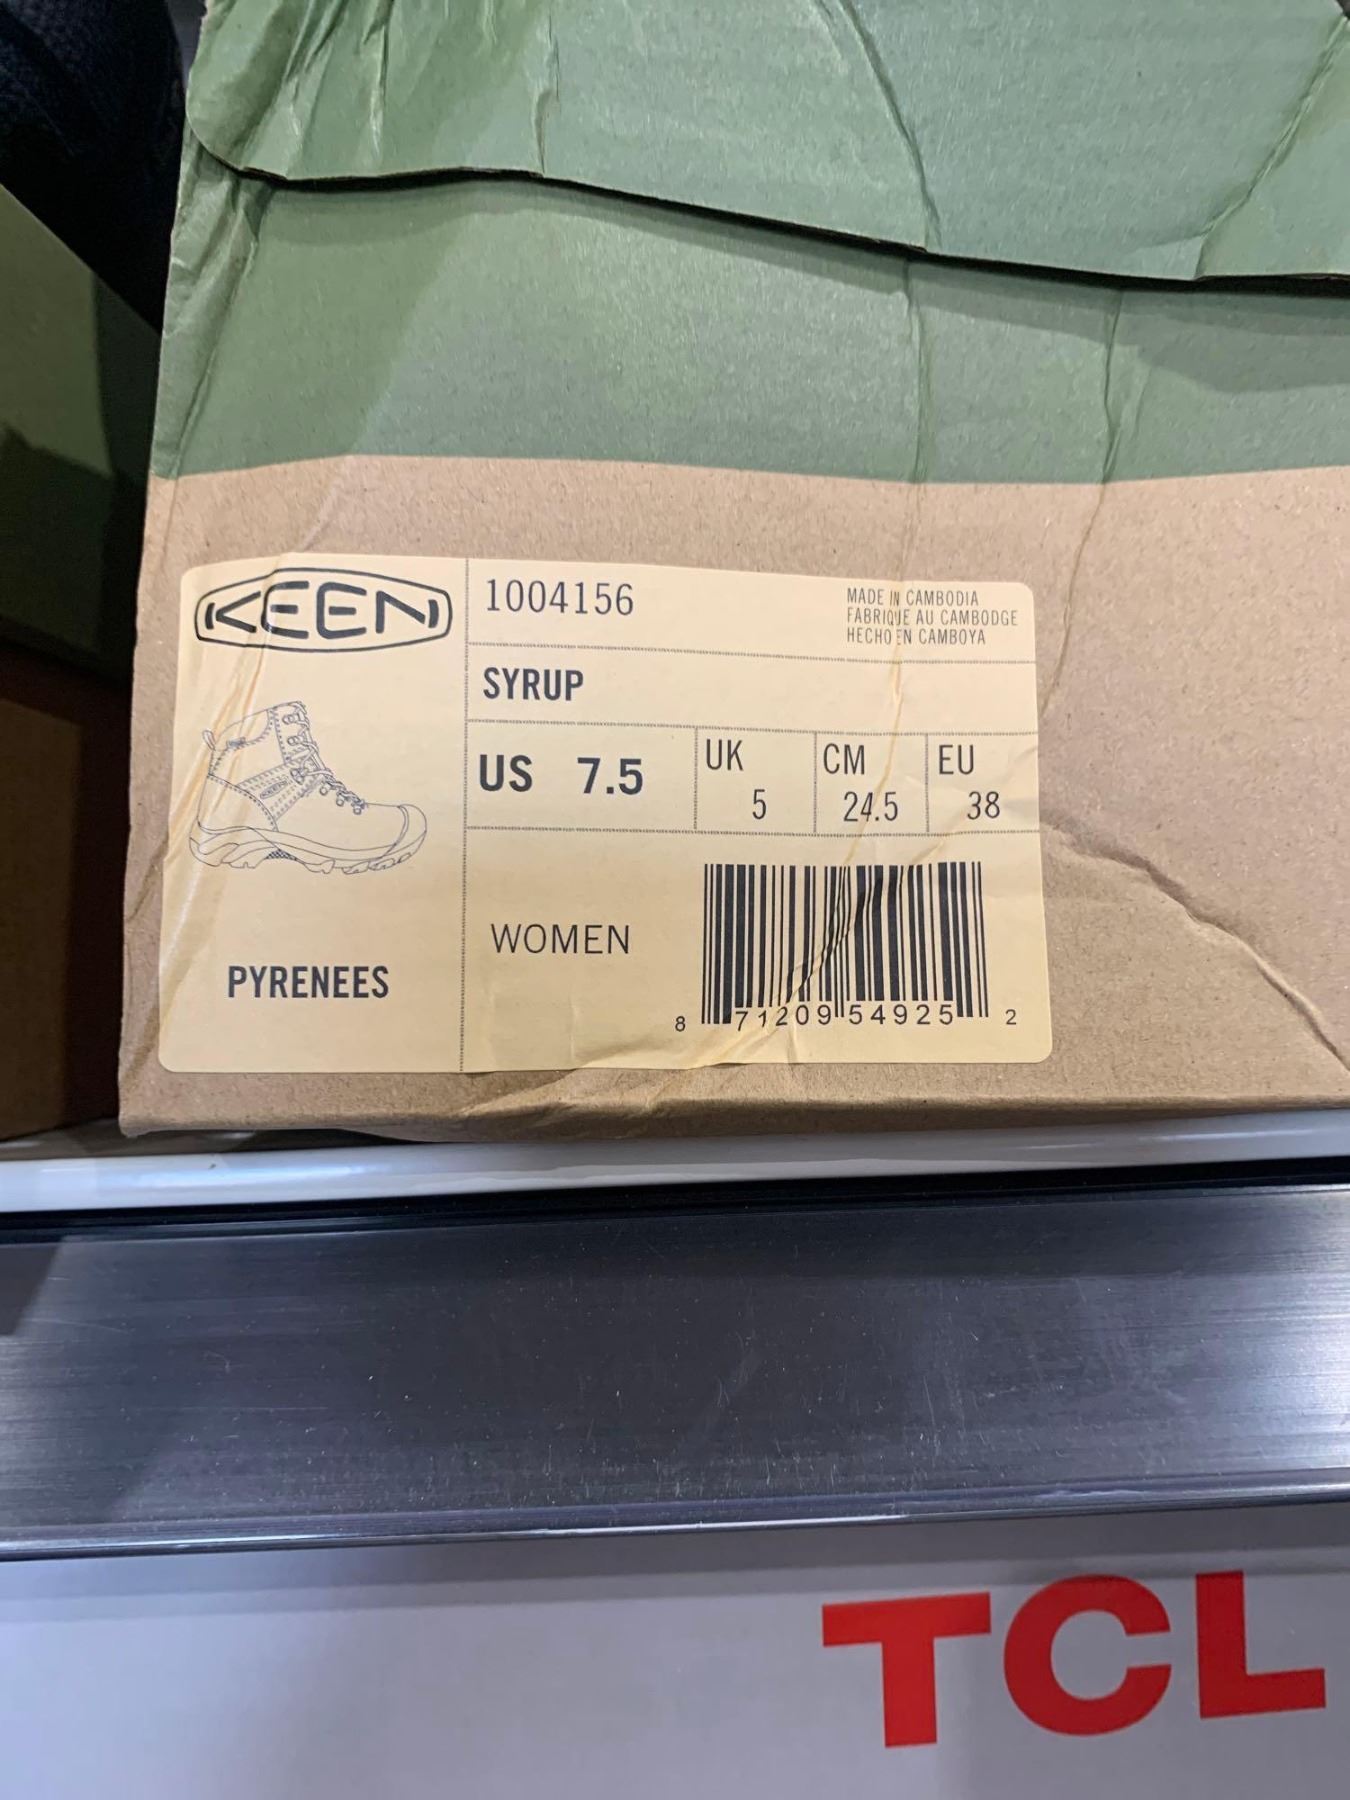 KEEN
1004156
MADE IN CAMBODIA
FABRIQUE AU CAMBODGE
HECHO EN CAMBOYA
SYRUP
US 7.5
UK
5
CM
24.5
EU
38
KEEN
PYRENEES
WOMEN
8 71209 54925 2
TCL